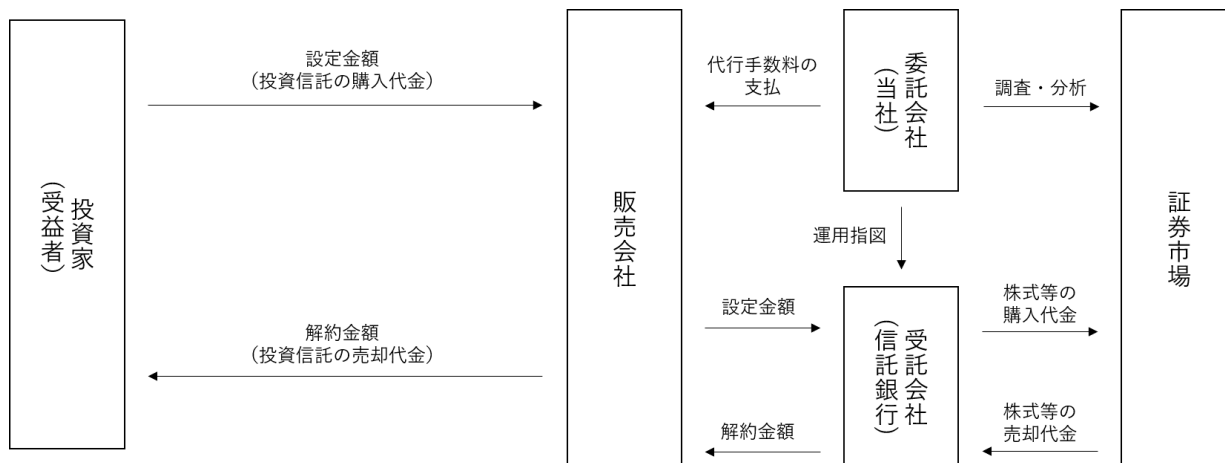 投資家
(受益者)
設定金額
（投資信託の購入代金）
解約金額
（投資信託の売却代金）
販売会社
代行手数料の
支払
委託会社
(当社)
調査・分析
運用指図
設定金額
解約金額
受託会社
(信託銀行)
株式等の
購入代金
株式等の
売却代金
証券市場